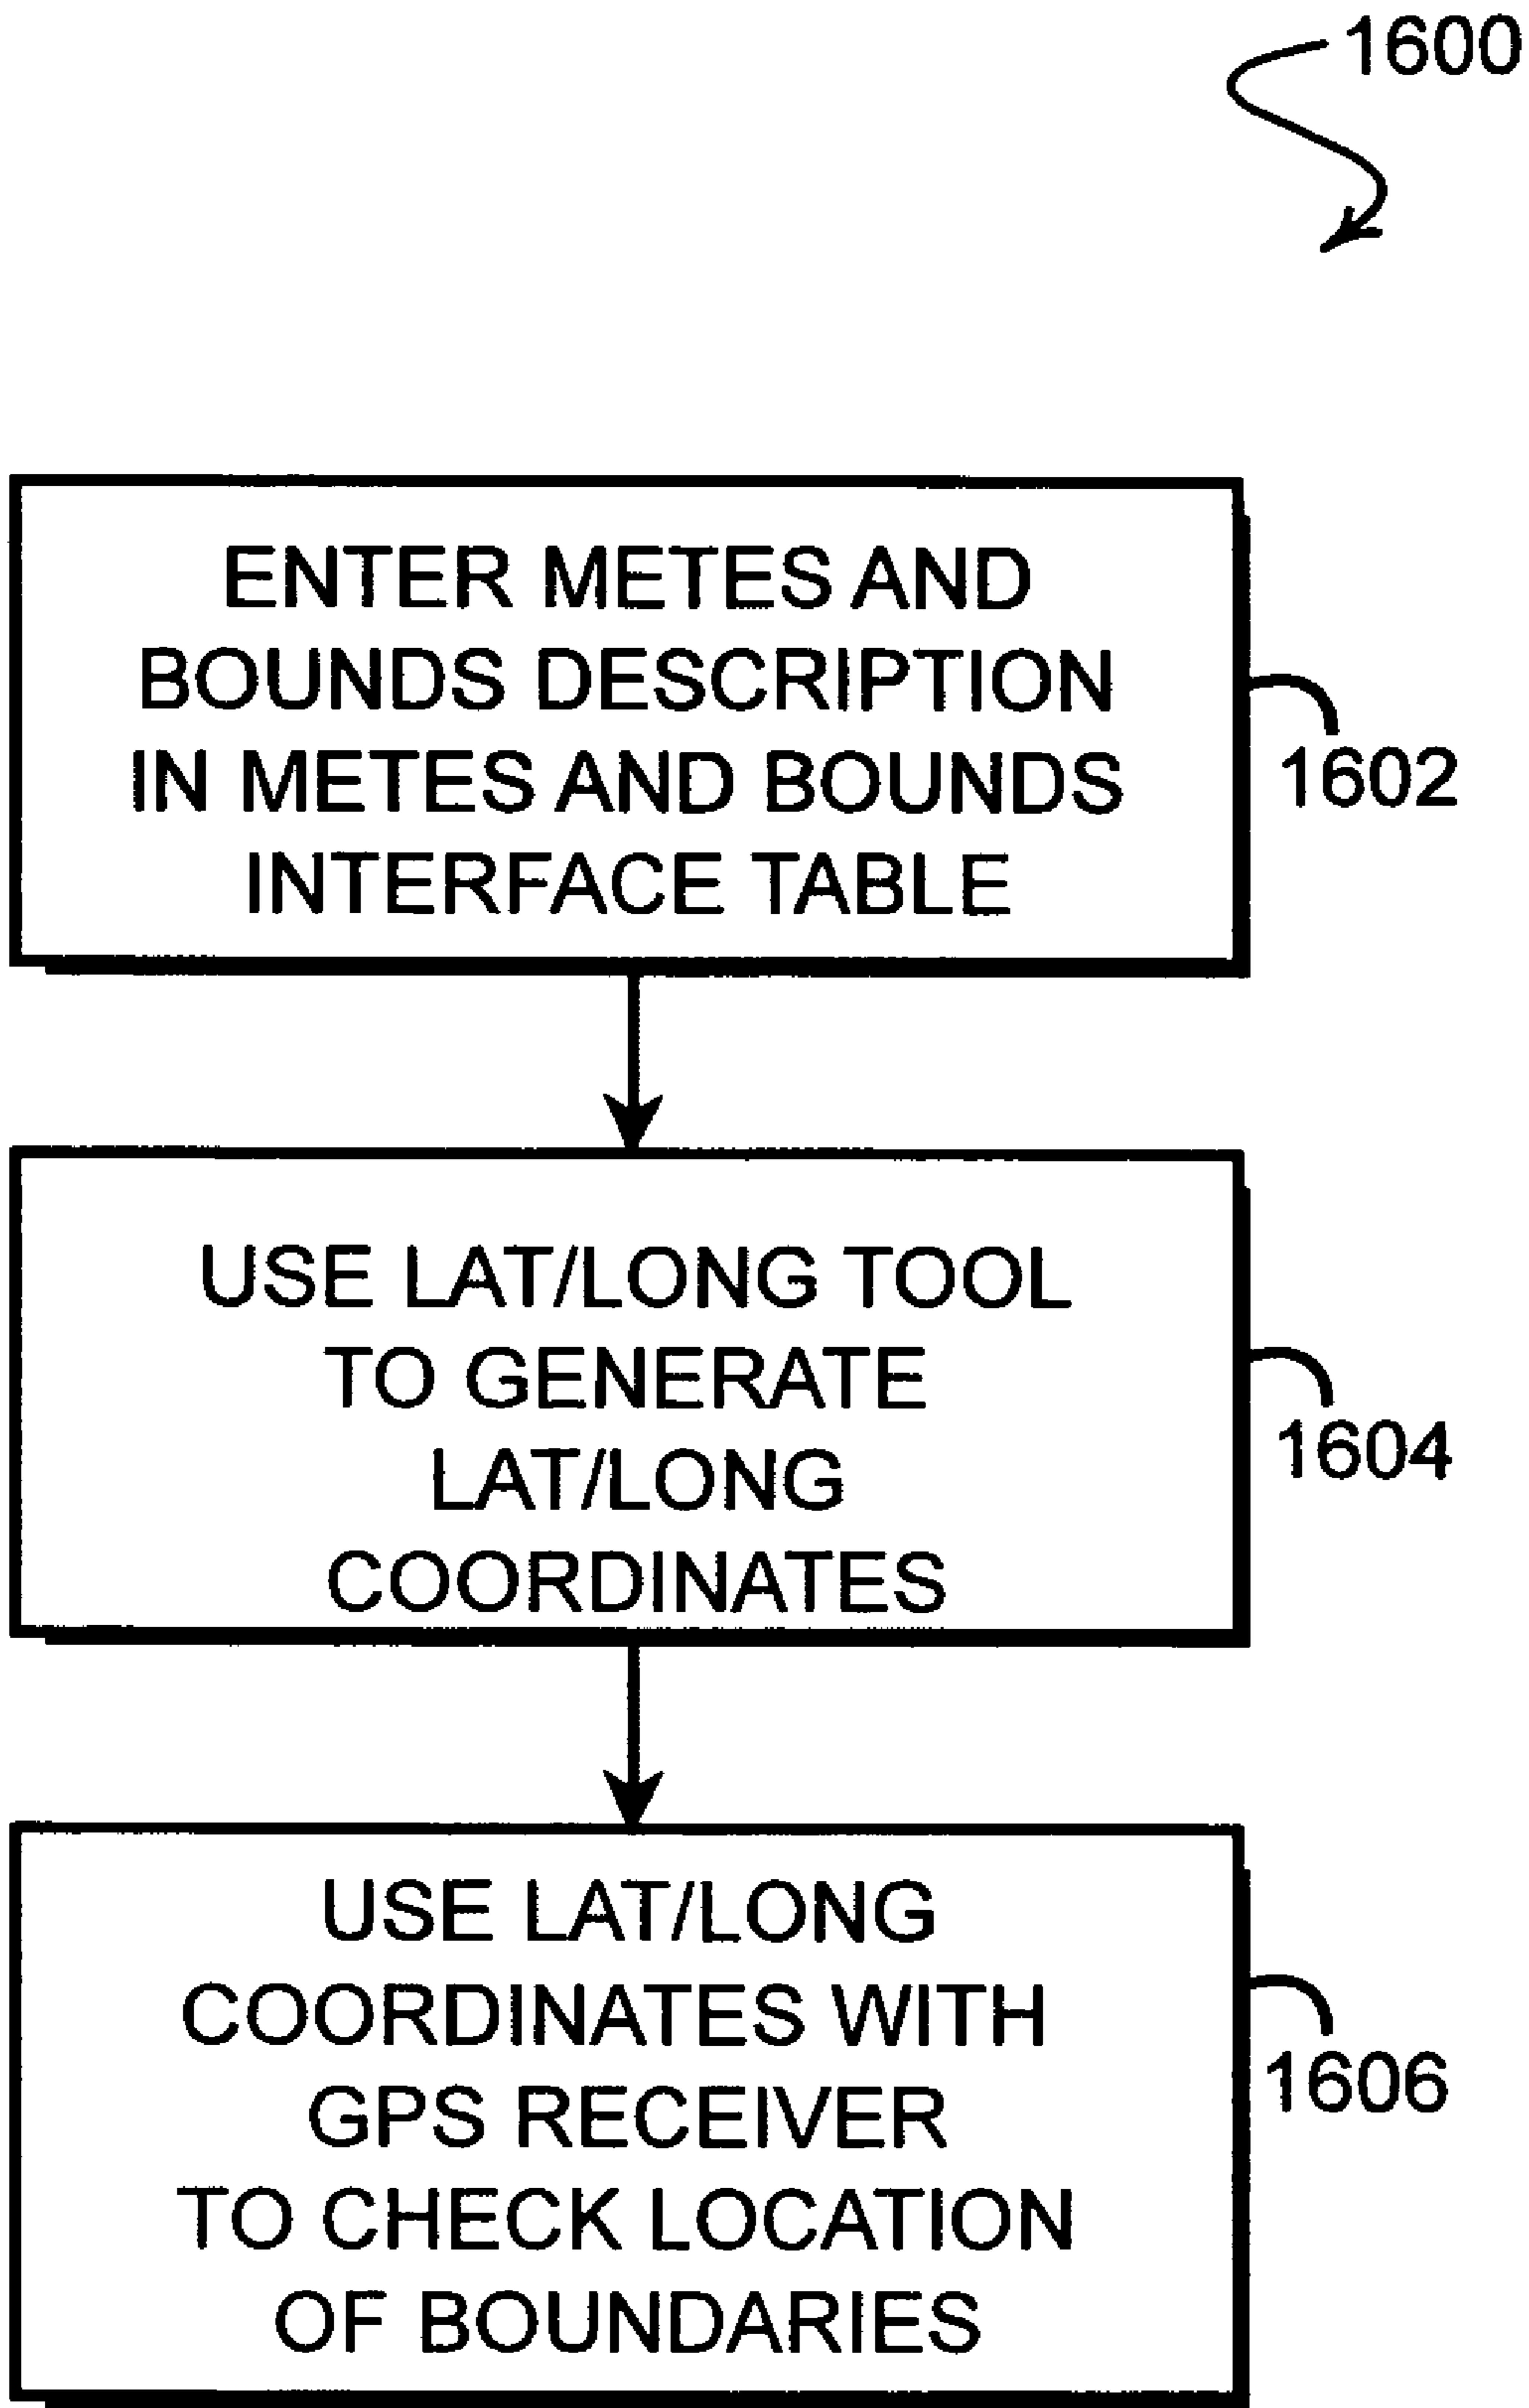 1600
ENTER METES AND
BOUNDS DESCRIPTION
IN METES AND BOUNDS
INTERFACE TABLE
1602
USE LAT/LONG TOOL
TO GENERATE
LAT/LONG
COORDINATES
1604
USE LAT/LONG
COORDINATES WITH
GPS RECEIVER
TO CHECK LOCATION
OF BOUNDARIES
1606